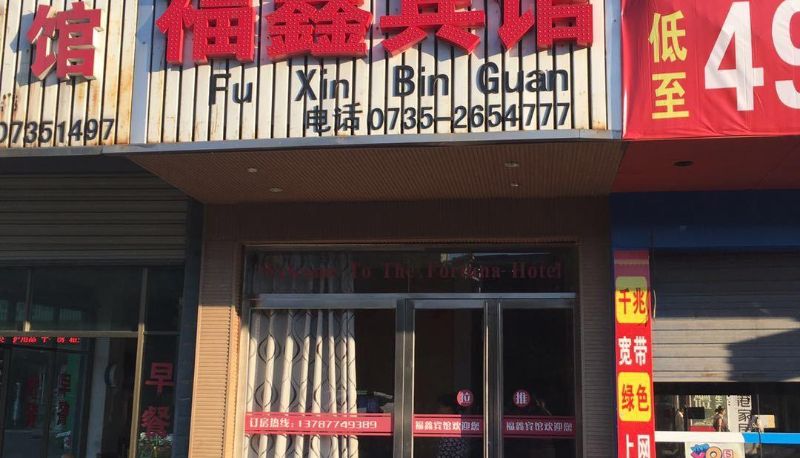 馆
07351497
福鑫宾馆
Fu Xin Bin Guan
电话0735-2654777
低至
49
Welcome To The Fortuna Hotel
早餐
订房热线:13787749389
拉
推
福鑫宾馆欢迎您
福鑫宾馆欢迎您
千兆
宽带
绿色
上网